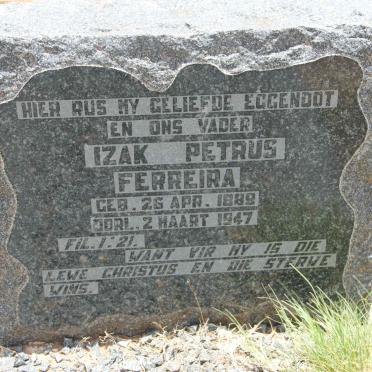 HIER RUS MY GELIEFDE EGGENOOT
EN ONS VADER
IZAK PETRUS
FERREIRA
GEB. 26 APR. 1889
OORL. 2 MAART 1947
FIL. 1:21.
WANT VIR MY IS DIE
LEWE CHRISTUS EN DIE STERWE
WINS.